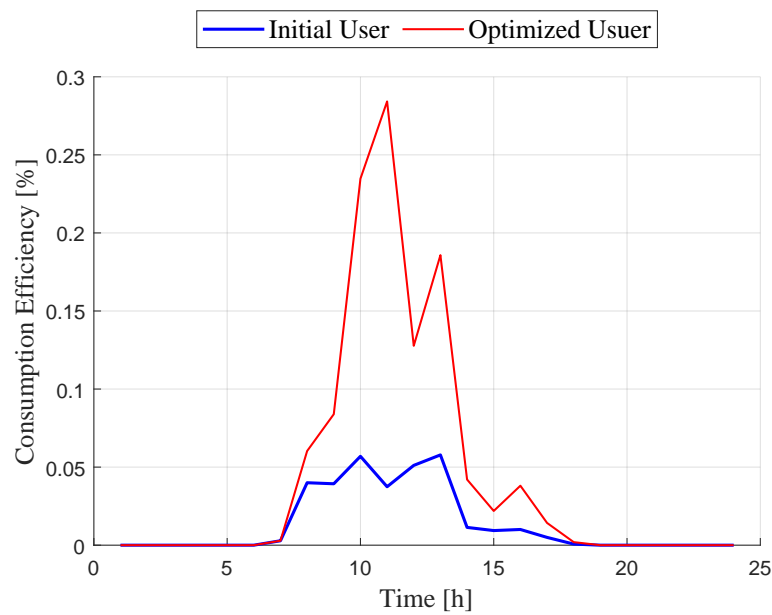 Initial User Optimized Usuer
0.3
0.25
0.2
0.15
0.1
0.05
0
Consumption Efficiency [%]
0 5 10 15 20 25
Time [h]